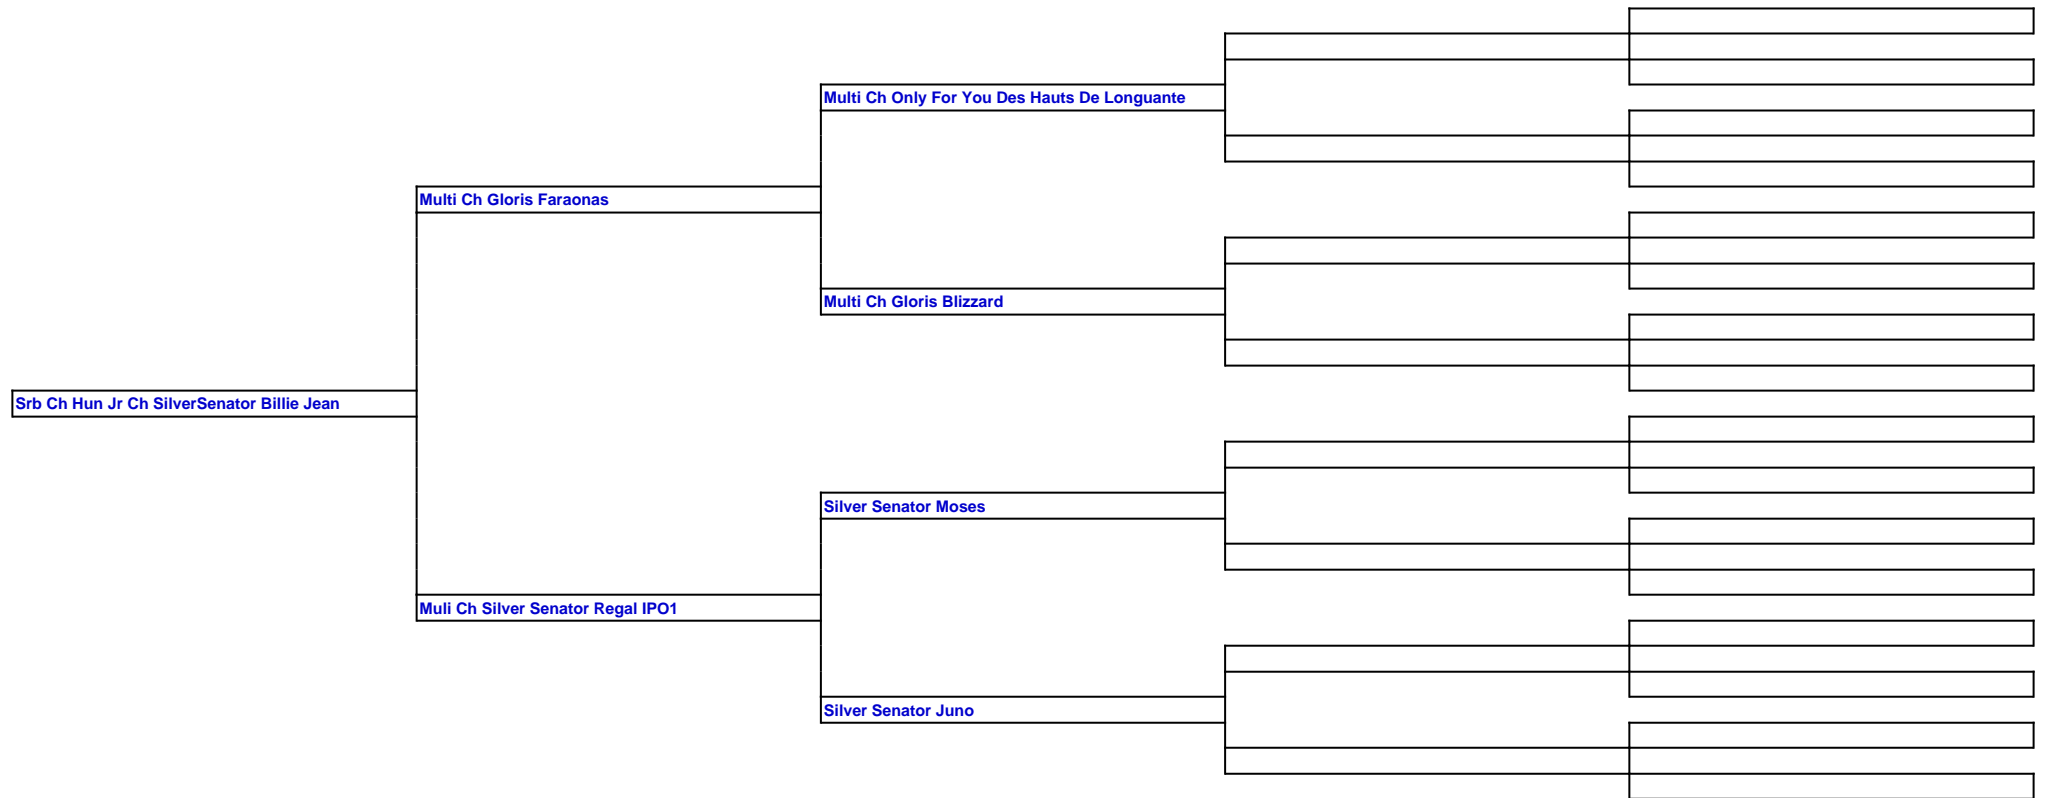 Multi Ch Only For You Des Hauts De Longuante
Multi Ch Gloris Faraonas
Multi Ch Gloris Blizzard
Srb Ch Hun Jr Ch SilverSenator Billie Jean
Silver Senator Moses
Muli Ch Silver Senator Regal IPO1
Silver Senator Juno